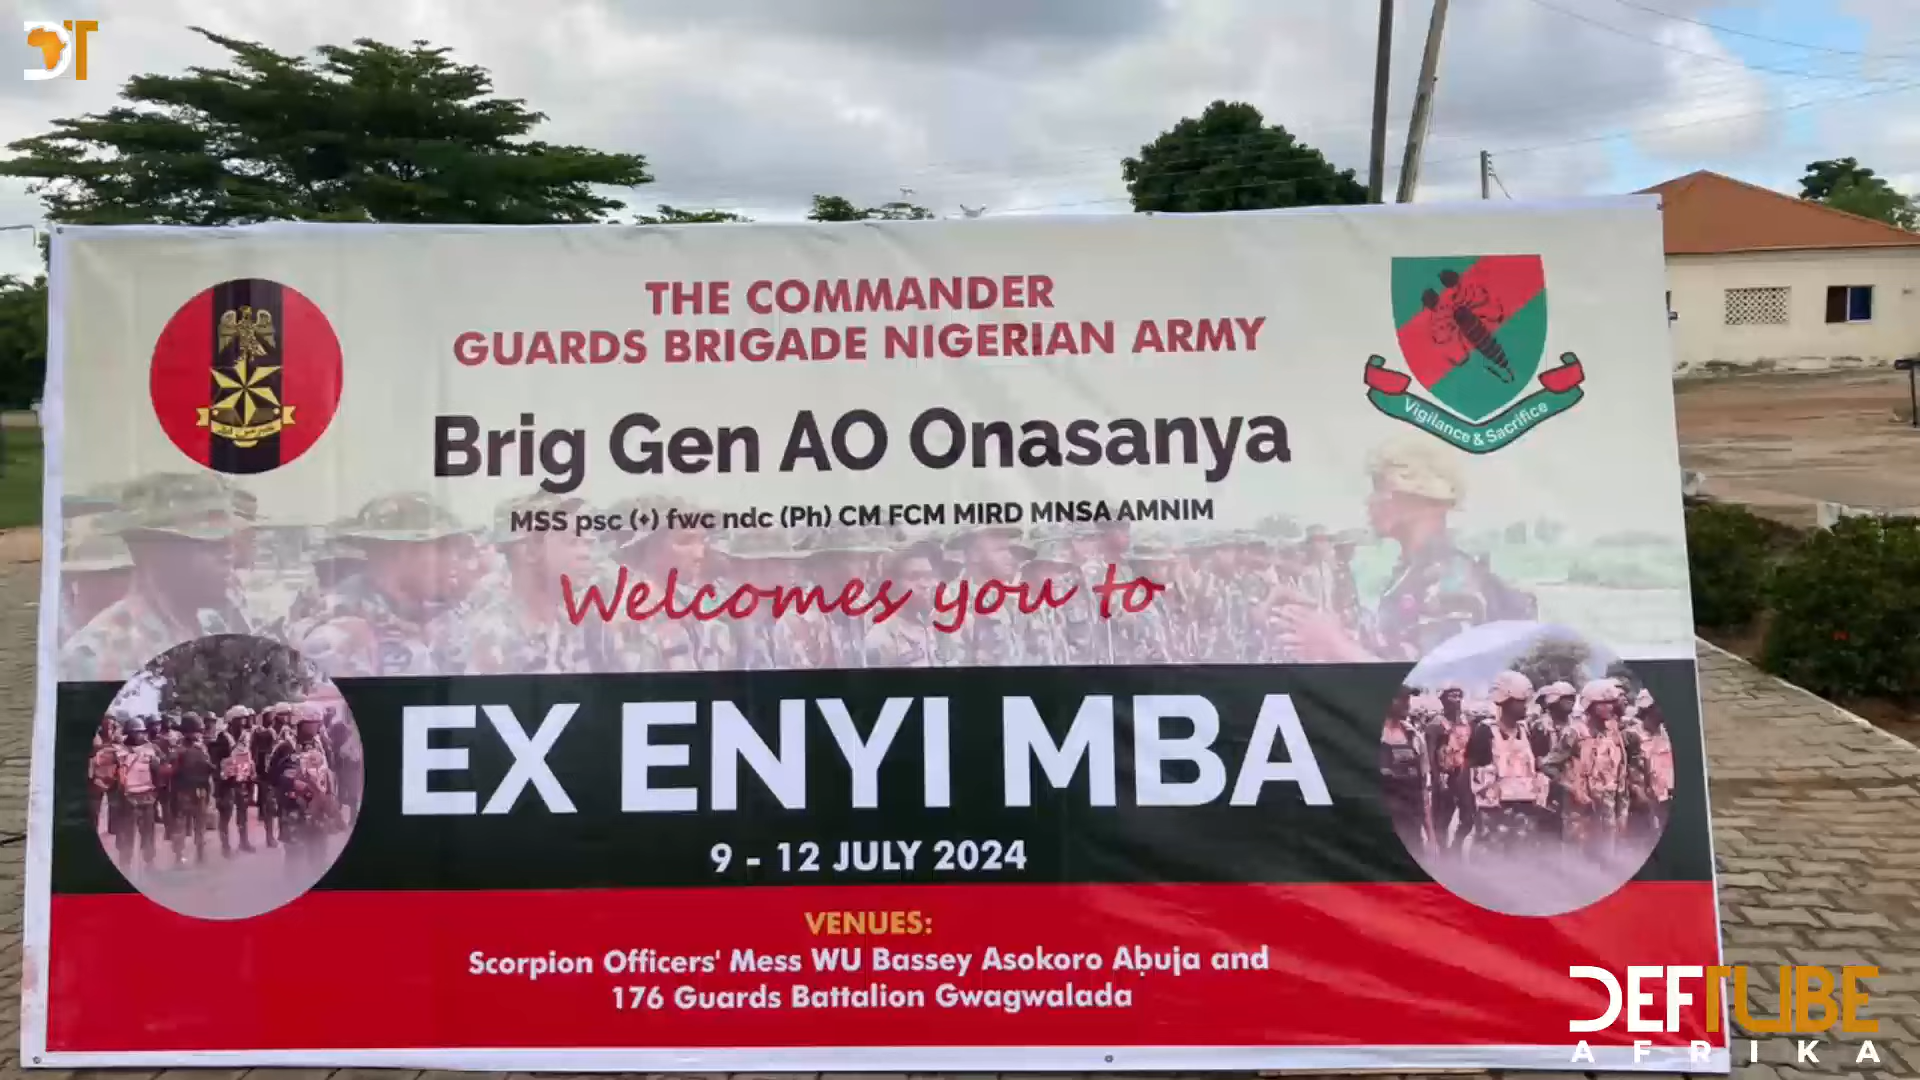 DT
THE COMMANDER
GUARDS BRIGADE NIGERIAN ARMY
Brig Gen AO Onasanya
MSS psc (+) fwc ndc (Ph) CM FCM MIRD MNSA AMNIM
Vigilance & Sacrifice
Welcomes you to
EX ENYI MBA
9 - 12 JULY 2024
VENUES:
Scorpion Officers' Mess WU Bassey Asokoro Abuja and
176 Guards Battalion Gwagwalada
DEFTUBE
AFRIKA